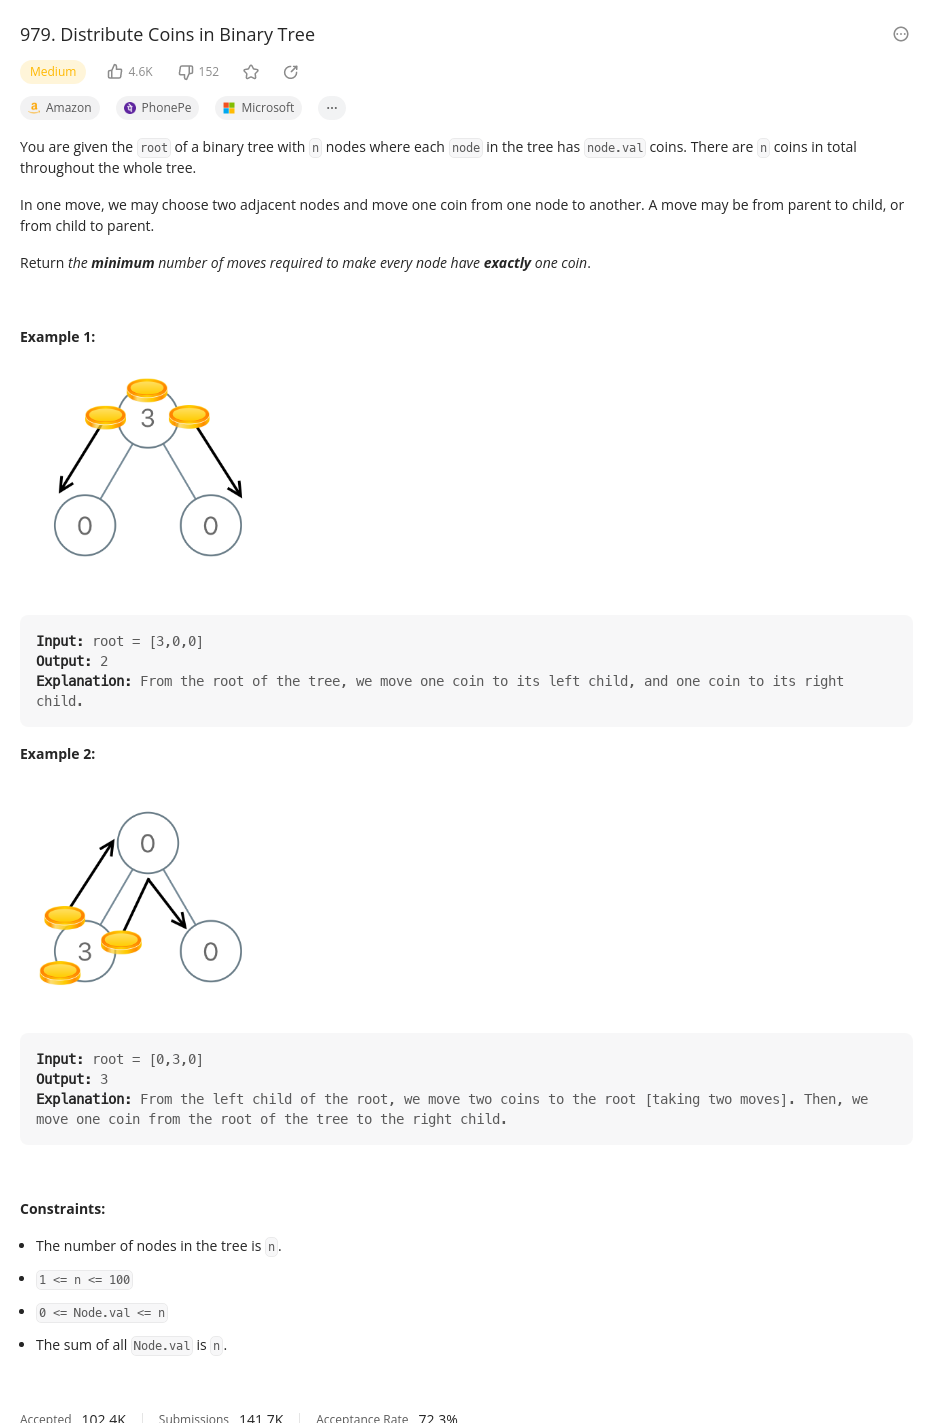 979. Distribute Coins in Binary Tree
Medium 4.6K 152
Amazon PhonePe Microsoft ...
You are given the root of a binary tree with n nodes where each node in the tree has node.val coins. There are n coins in total
throughout the whole tree.
In one move, we may choose two adjacent nodes and move one coin from one node to another. A move may be from parent to child, or
from child to parent.
Return the minimum number of moves required to make every node have exactly one coin.
Example 1:
3
0 0
Input: root = [3,0,0]
Output: 2
Explanation: From the root of the tree, we move one coin to its left child, and one coin to its right
child.
Example 2:
0
3 0
Input: root = [0,3,0]
Output: 3
Explanation: From the left child of the root, we move two coins to the root [taking two moves]. Then, we
move one coin from the root of the tree to the right child.
Constraints:
• The number of nodes in the tree is n.
• 1 <= n <= 100
• 0 <= Node.val <= n
• The sum of all Node.val is n.
Accepted 102.4K Submissions 141.7K Acceptance Rate 72.3%